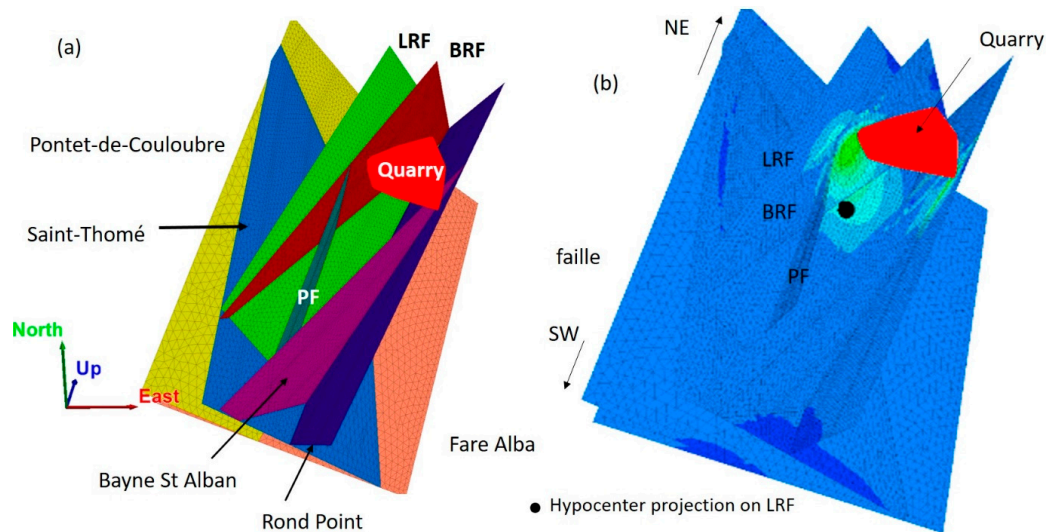 (a)
LRF
BRF
Pontet-de-Couloubre
Quarry
Saint-Thomé
PF
North
Up
East
Fare Alba
Bayne St Alban
Rond Point
NE
Quarry
(b)
LRF
BRF
faille
PF
SW
Hypocenter projection on LRF